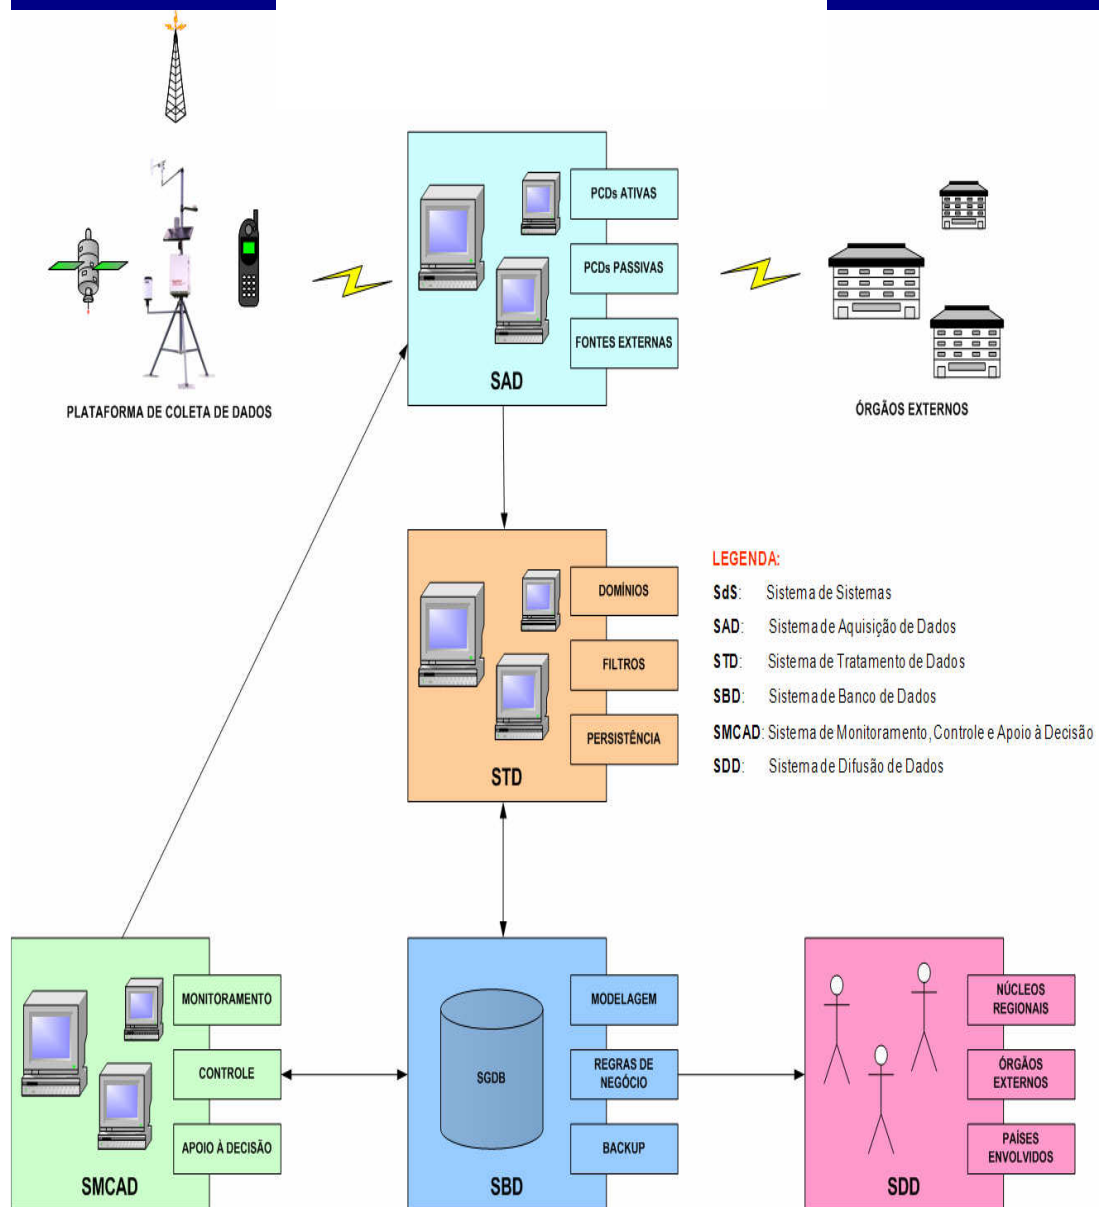 PCDs ATIVAS
PCDs PASSIVAS
FONTES EXTERNAS
SAD
PLATAFORMA DE COLETA DE DADOS
ÓRGÃOS EXTERNOS
DOMÍNIOS
FILTROS
PERSISTÊNCIA
STD
LEGENDA:
SdS: Sistema de Sistemas
SAD: Sistema de Aquisição de Dados
STD: Sistema de Tratamento de Dados
SBD: Sistema de Banco de Dados
SMCAD: Sistema de Monitoramento, Controle e Apoio à Decisão
SDD: Sistema de Difusão de Dados
MONITORAMENTO
CONTROLE
APOIO À DECISÃO
SMCAD
SGDB
MODELAGEM
REGRAS DE
NEGÓCIO
BACKUP
SBD
NÚCLEOS
REGIONAIS
ÓRGÃOS
EXTERNOS
PAÍSES
ENVOLVIDOS
SDD